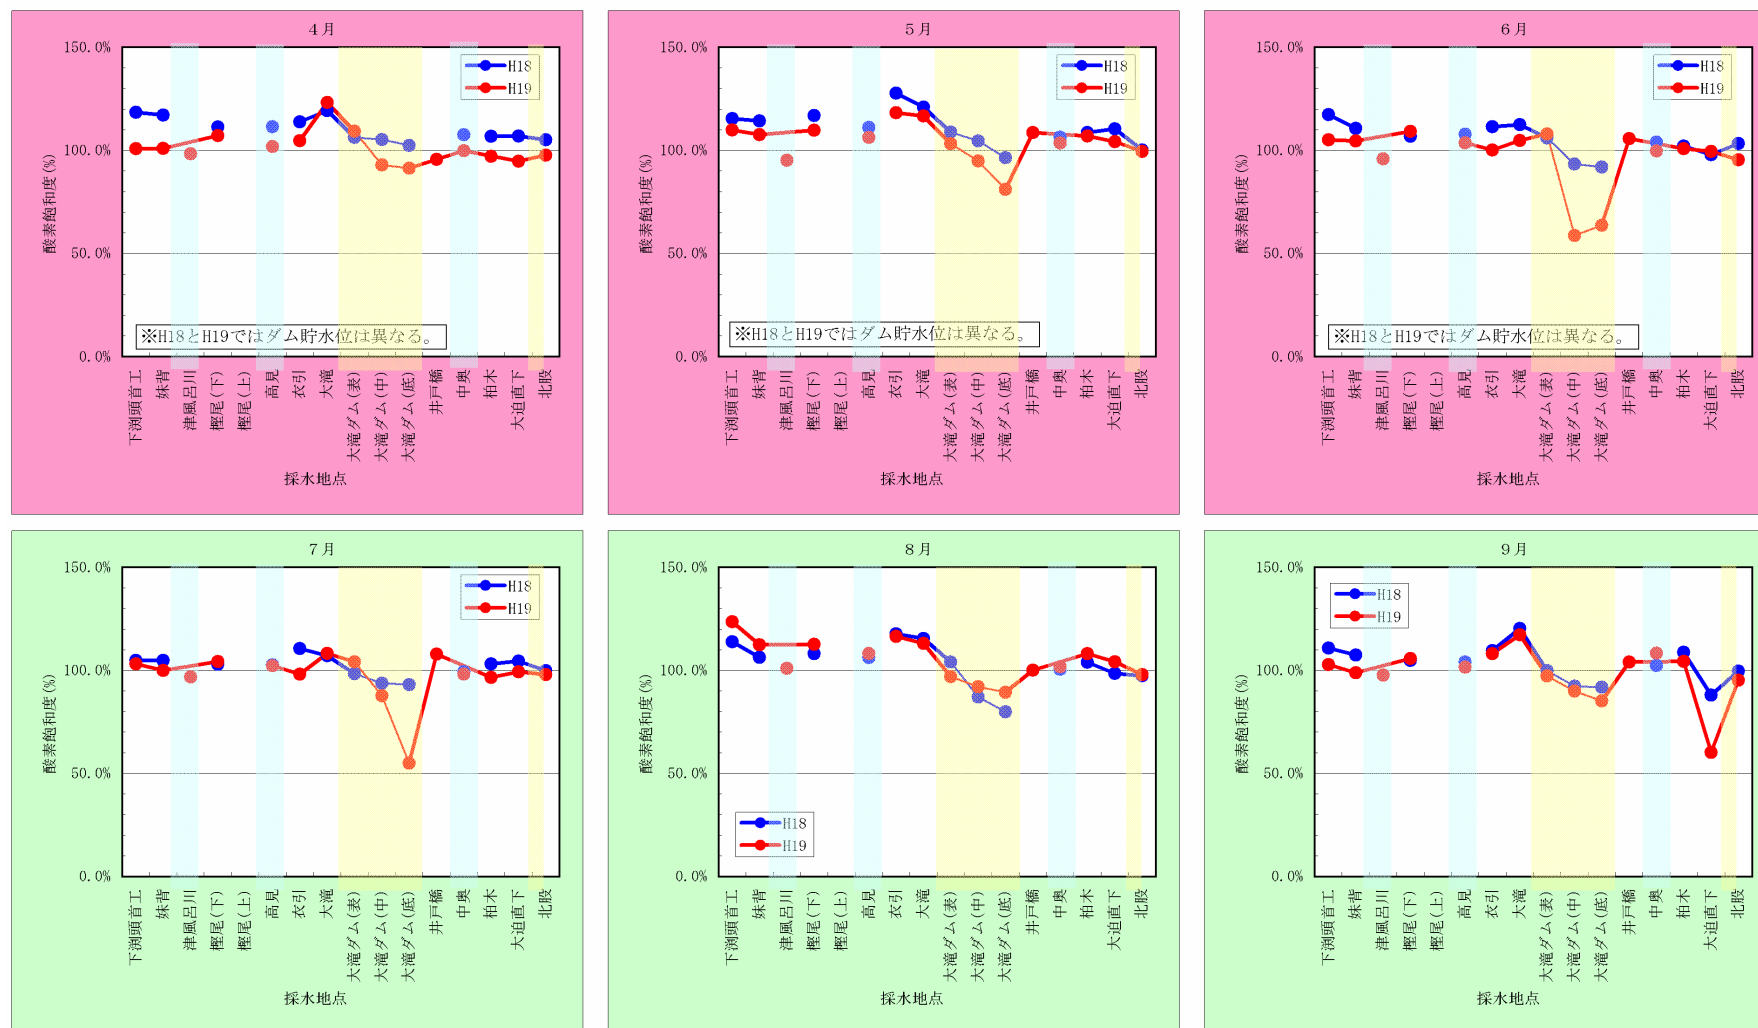 4月
150.0%
100.0%
50.0%
0.0%
酸素飽和度(%)
H18
H19
※H18とH19ではダム貯水位は異なる。
下渕頭首工
妹背
津風呂川
樫尾(下)
樫尾(上)
高見
衣引
大滝
大滝ダム(表)
大滝ダム(中)
大滝ダム(底)
井戸橋
中奥
柏木
大迫直下
北股
採水地点
5月
150.0%
100.0%
50.0%
0.0%
酸素飽和度(%)
H18
H19
※H18とH19ではダム貯水位は異なる。
下渕頭首工
妹背
津風呂川
樫尾(下)
樫尾(上)
高見
衣引
大滝
大滝ダム(表)
大滝ダム(中)
大滝ダム(底)
井戸橋
中奥
柏木
大迫直下
北股
採水地点
6月
150.0%
100.0%
50.0%
0.0%
酸素飽和度(%)
H18
H19
※H18とH19ではダム貯水位は異なる。
下渕頭首工
妹背
津風呂川
樫尾(下)
樫尾(上)
高見
衣引
大滝
大滝ダム(表)
大滝ダム(中)
大滝ダム(底)
井戸橋
中奥
柏木
大迫直下
北股
採水地点
7月
150.0%
100.0%
50.0%
0.0%
酸素飽和度(%)
H18
H19
下渕頭首工
妹背
津風呂川
樫尾(下)
樫尾(上)
高見
衣引
大滝
大滝ダム(表)
大滝ダム(中)
大滝ダム(底)
井戸橋
中奥
柏木
大迫直下
北股
採水地点
8月
150.0%
100.0%
50.0%
0.0%
酸素飽和度(%)
H18
H19
下渕頭首工
妹背
津風呂川
樫尾(下)
樫尾(上)
高見
衣引
大滝
大滝ダム(表)
大滝ダム(中)
大滝ダム(底)
井戸橋
中奥
柏木
大迫直下
北股
採水地点
9月
150.0%
100.0%
50.0%
0.0%
酸素飽和度(%)
H18
H19
下渕頭首工
妹背
津風呂川
樫尾(下)
樫尾(上)
高見
衣引
大滝
大滝ダム(表)
大滝ダム(中)
大滝ダム(底)
井戸橋
中奥
柏木
大迫直下
北股
採水地点